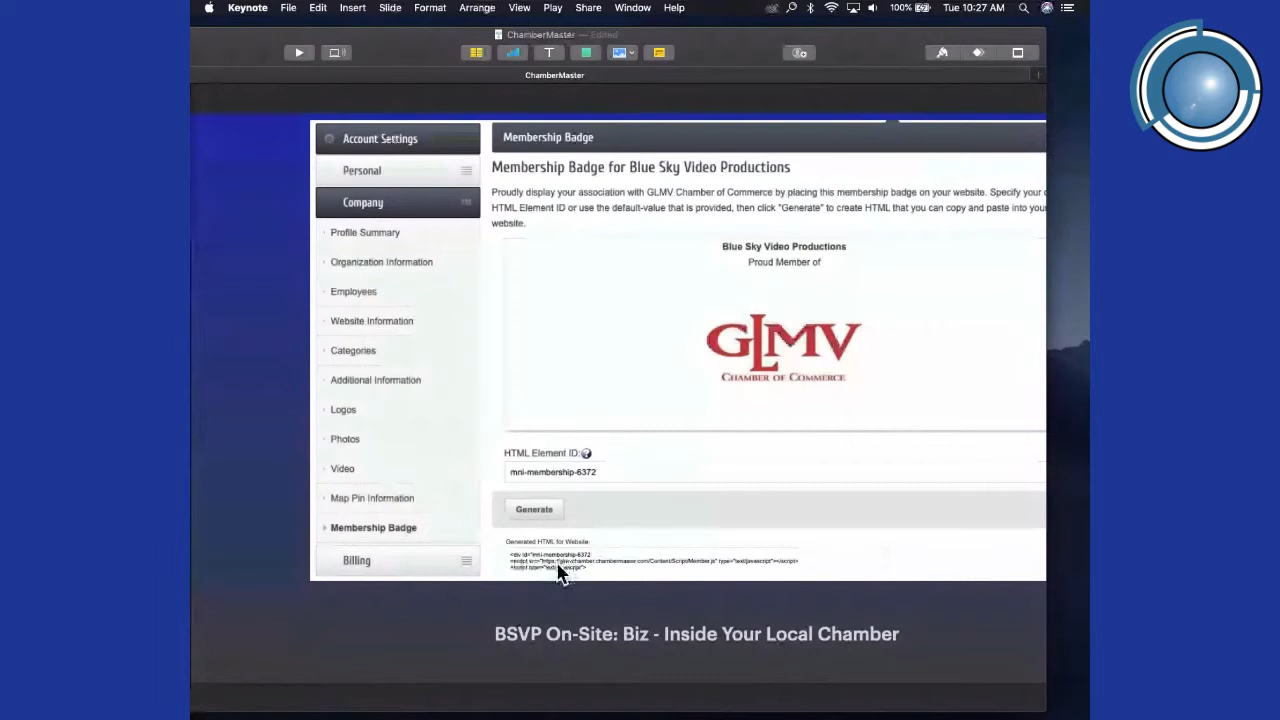 Keynote File Edit Insert Slide Format Arrange View Play Share Window Help 100% Tue 10:27 AM
ChamberMaster — Edited
T
ChamberMaster
Account Settings
Personal
Company
Profile Summary
Organization Information
Employees
Website Information
Categories
Additional Information
Logos
Photos
Video
Map Pin Information
Membership Badge
Billing
Membership Badge
Membership Badge for Blue Sky Video Productions
Proudly display your association with GLMV Chamber of Commerce by placing this membership badge on your website. Specify your
HTML Element ID or use the default-value that is provided, then click "Generate" to create HTML that you can copy and paste into your
website.
Blue Sky Video Productions
Proud Member of
GLMV
CHAMBER OF COMMERCE
HTML Element ID:
mni-membership-6372
Generate
Generated HTML for Website:
<div id="mni-membership-6372
BSVP On-Site: Biz - Inside Your Local Chamber